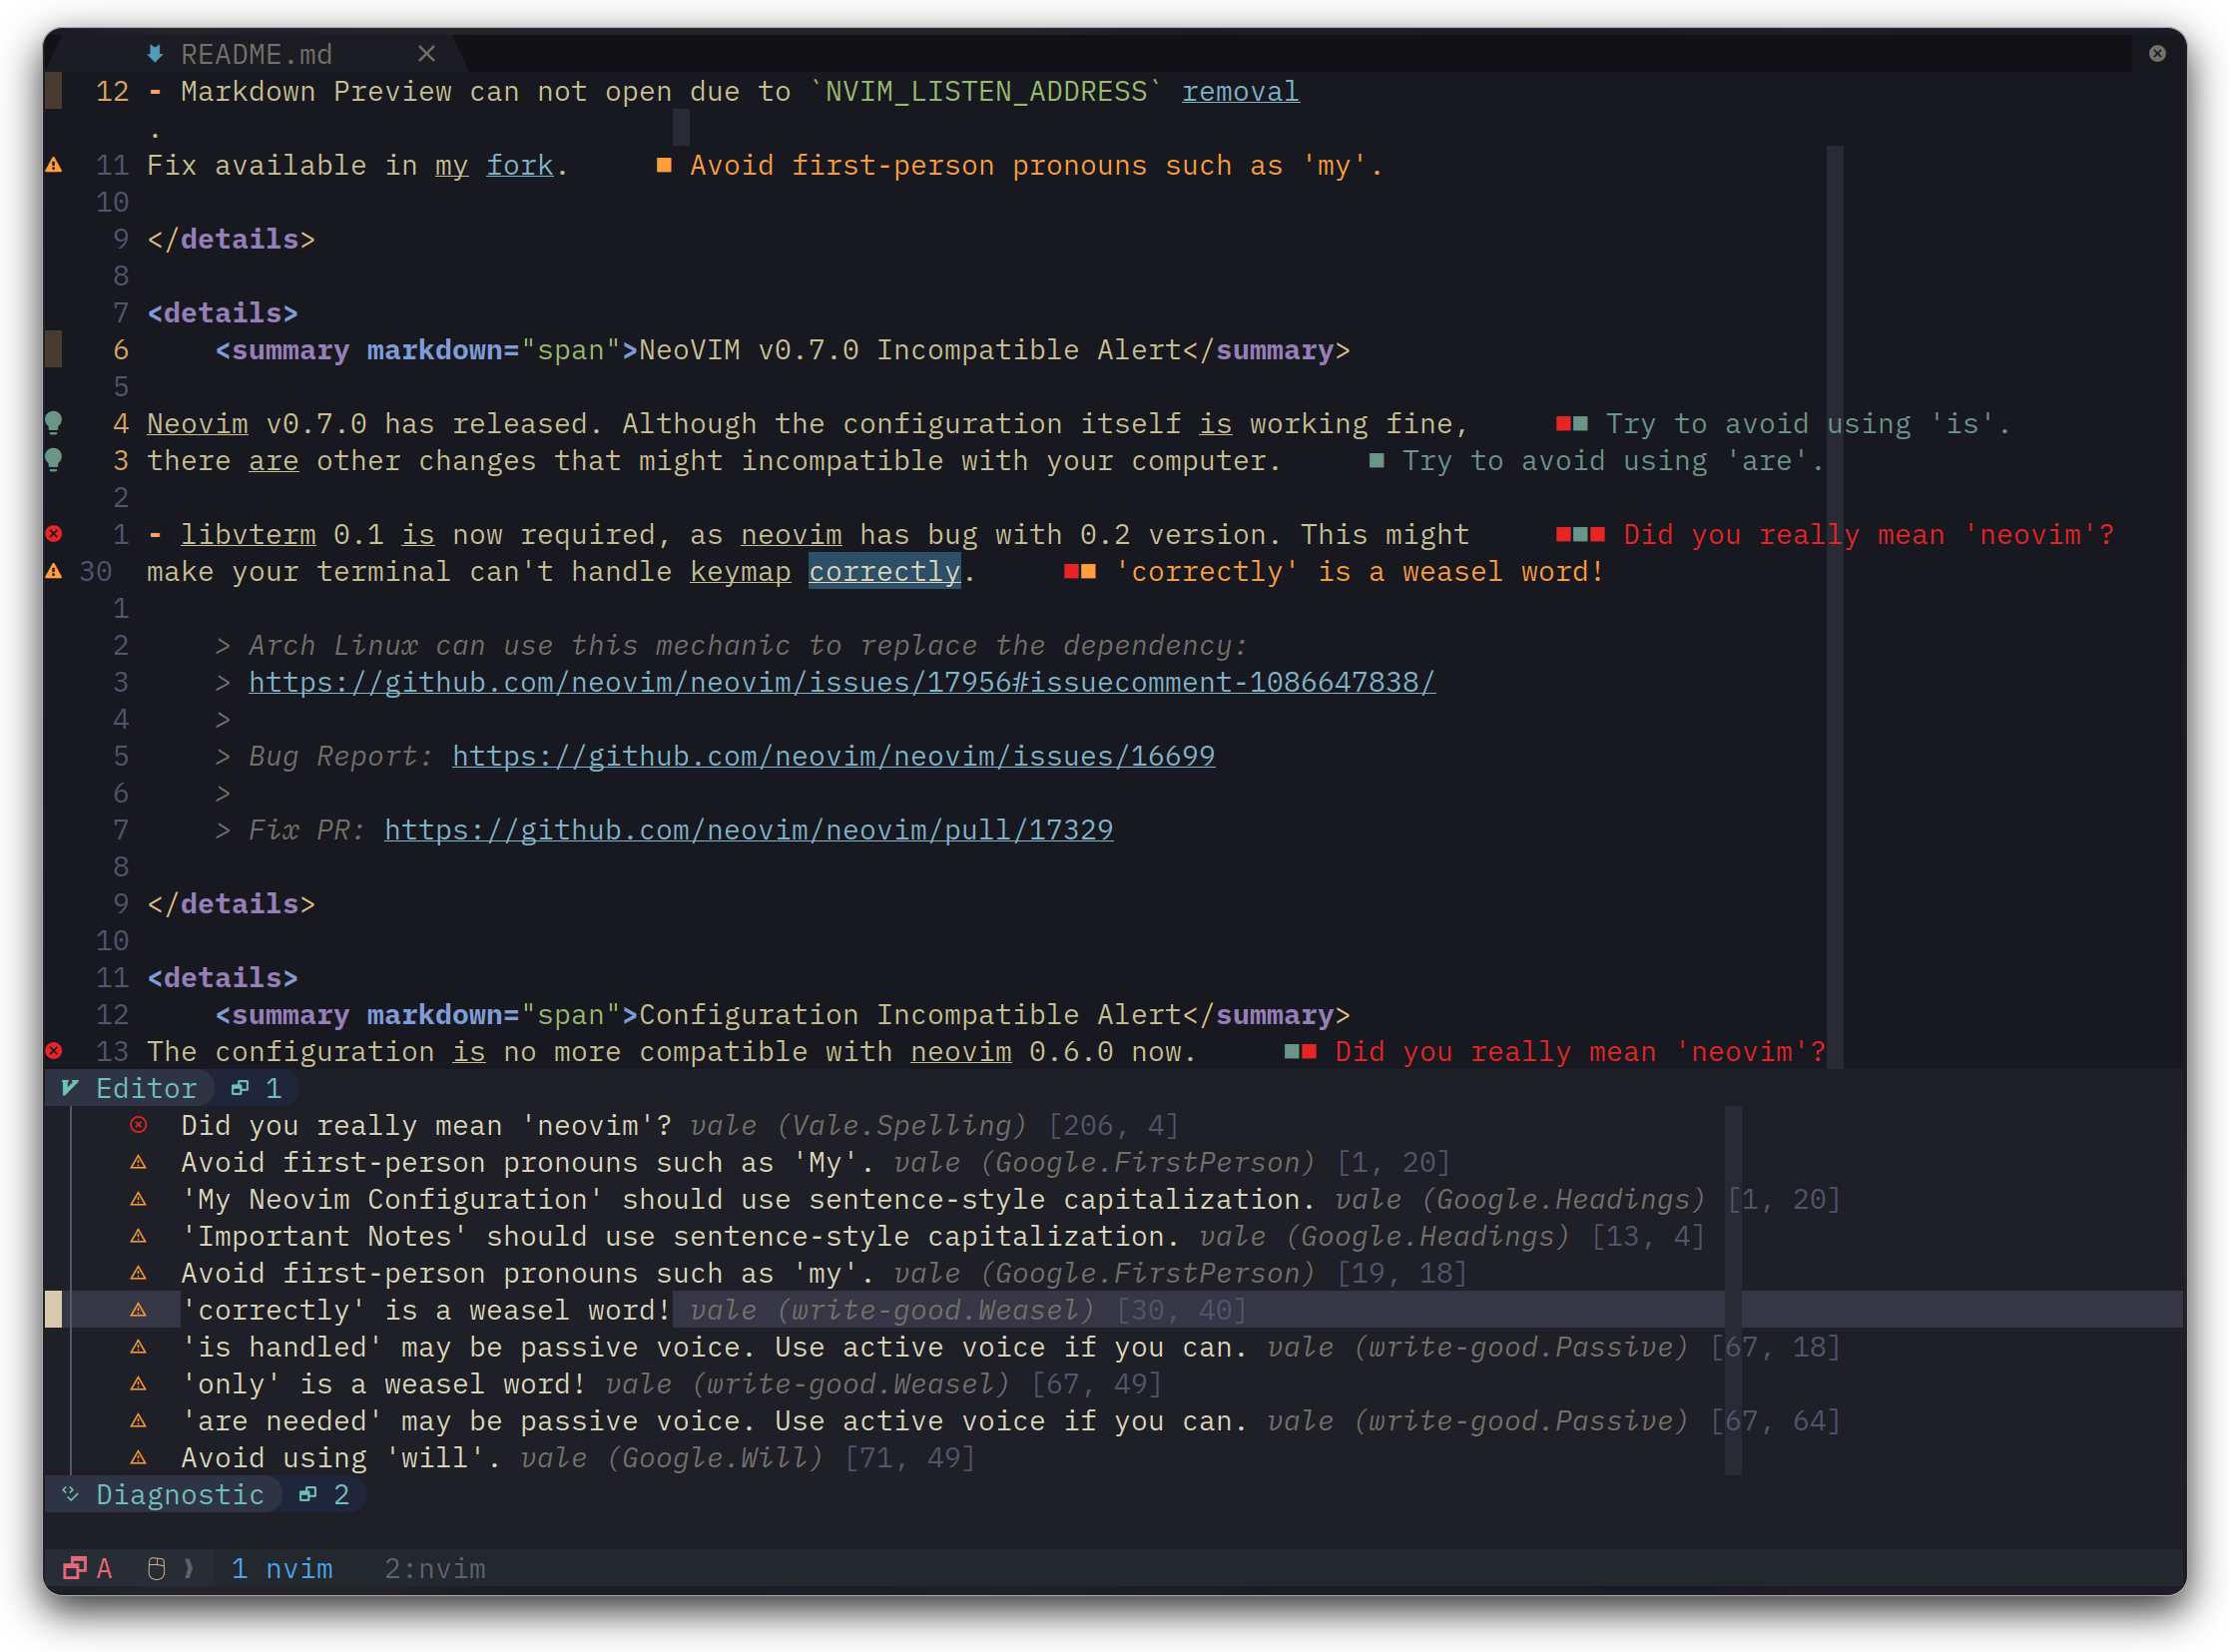 README.md ×
12 - Markdown Preview can not open due to `NVIM_LISTEN_ADDRESS` removal
.
11 Fix available in my fork. ■ Avoid first-person pronouns such as 'my'.
10
9 </details>
8
7 <details>
6 <summary markdown="span">NeoVIM v0.7.0 Incompatible Alert</summary>
5
4 Neovim v0.7.0 has released. Although the configuration itself is working fine, ■■ Try to avoid using 'is'.
3 there are other changes that might incompatible with your computer. ■ Try to avoid using 'are'.
2
1 - libvterm 0.1 is now required, as neovim has bug with 0.2 version. This might ■■■ Did you really mean 'neovim'?
30 make your terminal can't handle keymap correctly. ■■ 'correctly' is a weasel word!
1
2 > Arch Linux can use this mechanic to replace the dependency:
3 > https://github.com/neovim/neovim/issues/17956#issuecomment-1086647838/
4 >
5 > Bug Report: https://github.com/neovim/neovim/issues/16699
6 >
7 > Fix PR: https://github.com/neovim/neovim/pull/17329
8
9 </details>
10
11 <details>
12 <summary markdown="span">Configuration Incompatible Alert</summary>
13 The configuration is no more compatible with neovim 0.6.0 now. ■■ Did you really mean 'neovim'?
Editor 1
Did you really mean 'neovim'? vale (Vale.Spelling) [206, 4]
Avoid first-person pronouns such as 'My'. vale (Google.FirstPerson) [1, 20]
'My Neovim Configuration' should use sentence-style capitalization. vale (Google.Headings) [1, 20]
'Important Notes' should use sentence-style capitalization. vale (Google.Headings) [13, 4]
Avoid first-person pronouns such as 'my'. vale (Google.FirstPerson) [19, 18]
'correctly' is a weasel word! vale (write-good.Weasel) [30, 40]
'is handled' may be passive voice. Use active voice if you can. vale (write-good.Passive) [67, 18]
'only' is a weasel word! vale (write-good.Weasel) [67, 49]
'are needed' may be passive voice. Use active voice if you can. vale (write-good.Passive) [67, 64]
Avoid using 'will'. vale (Google.Will) [71, 49]
Diagnostic 2
A 1 nvim 2:nvim